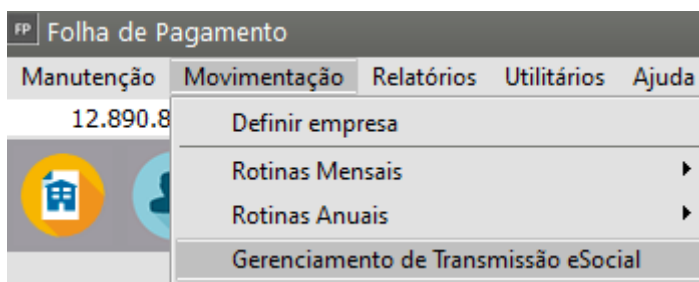 FP Folha de Pagamento
Manutenção Movimentação Relatórios Utilitários Ajuda
12.890.8
Definir empresa
Rotinas Mensais
Rotinas Anuais
Gerenciamento de Transmissão eSocial